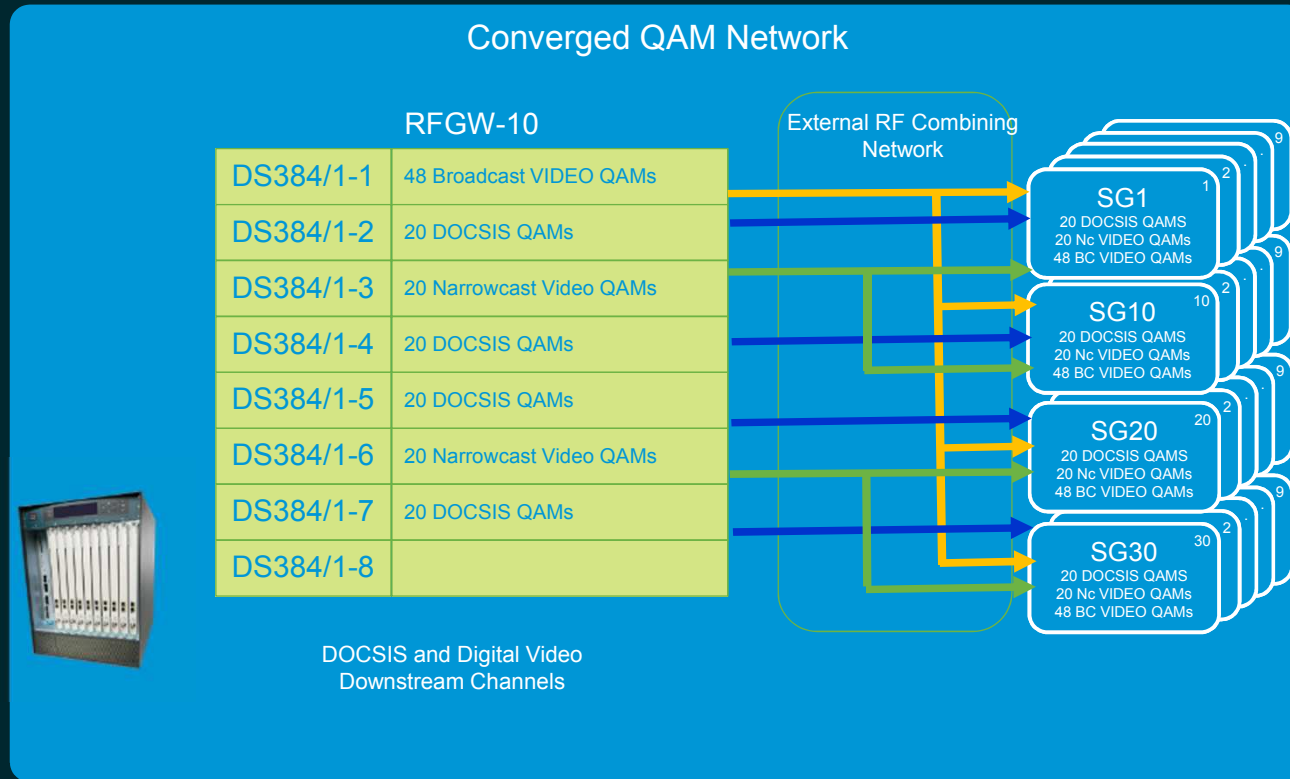 Converged QAM Network
RFGW-10
External RF Combining
Network
DS384/1-1 48 Broadcast VIDEO QAMs
DS384/1-2 20 DOCSIS QAMs
DS384/1-3 20 Narrowcast Video QAMs
DS384/1-4 20 DOCSIS QAMs
DS384/1-5 20 DOCSIS QAMs
DS384/1-6 20 Narrowcast Video QAMs
DS384/1-7 20 DOCSIS QAMs
DS384/1-8
SG1 1 2 . . 9
20 DOCSIS QAMS
20 Nc VIDEO QAMs
48 BC VIDEO QAMs
SG10 10 2 . . 9
20 DOCSIS QAMS
20 Nc VIDEO QAMs
48 BC VIDEO QAMs
SG20 20 2 . . 9
20 DOCSIS QAMS
20 Nc VIDEO QAMs
48 BC VIDEO QAMs
SG30 30 2 . . 9
20 DOCSIS QAMS
20 Nc VIDEO QAMs
48 BC VIDEO QAMs
DOCSIS and Digital Video
Downstream Channels